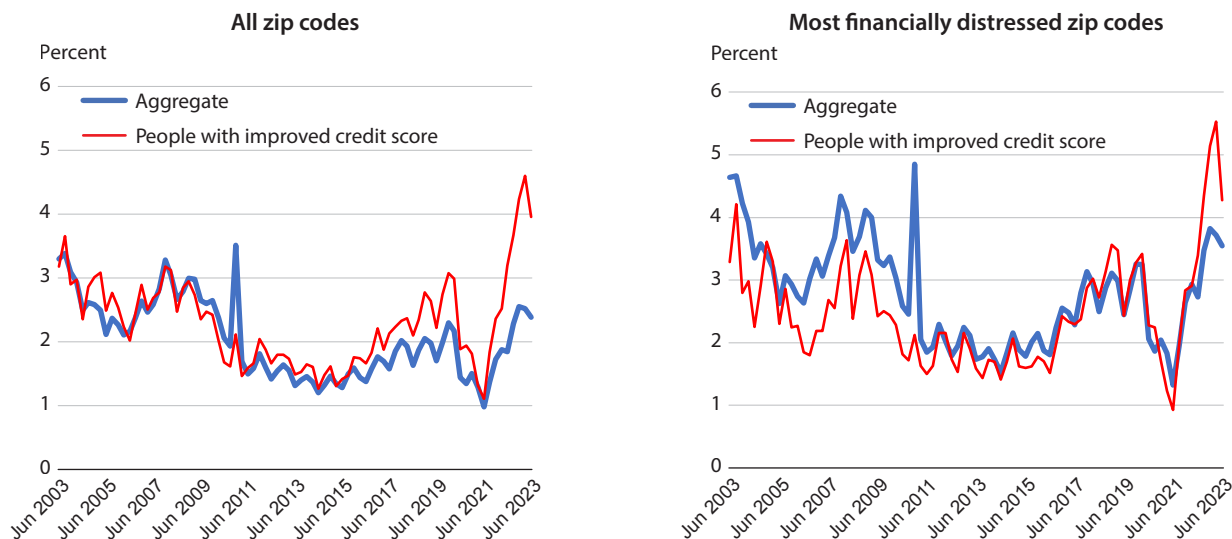 All zip codes
Percent
6
5
4
3
2
1
0
Aggregate
People with improved credit score
Jun 2003
Jun 2005
Jun 2007
Jun 2009
Jun 2011
Jun 2013
Jun 2015
Jun 2017
Jun 2019
Jun 2021
Jun 2023
Most financially distressed zip codes
Percent
6
5
4
3
2
1
0
Aggregate
People with improved credit score
Jun 2003
Jun 2005
Jun 2007
Jun 2009
Jun 2011
Jun 2013
Jun 2015
Jun 2017
Jun 2019
Jun 2021
Jun 2023